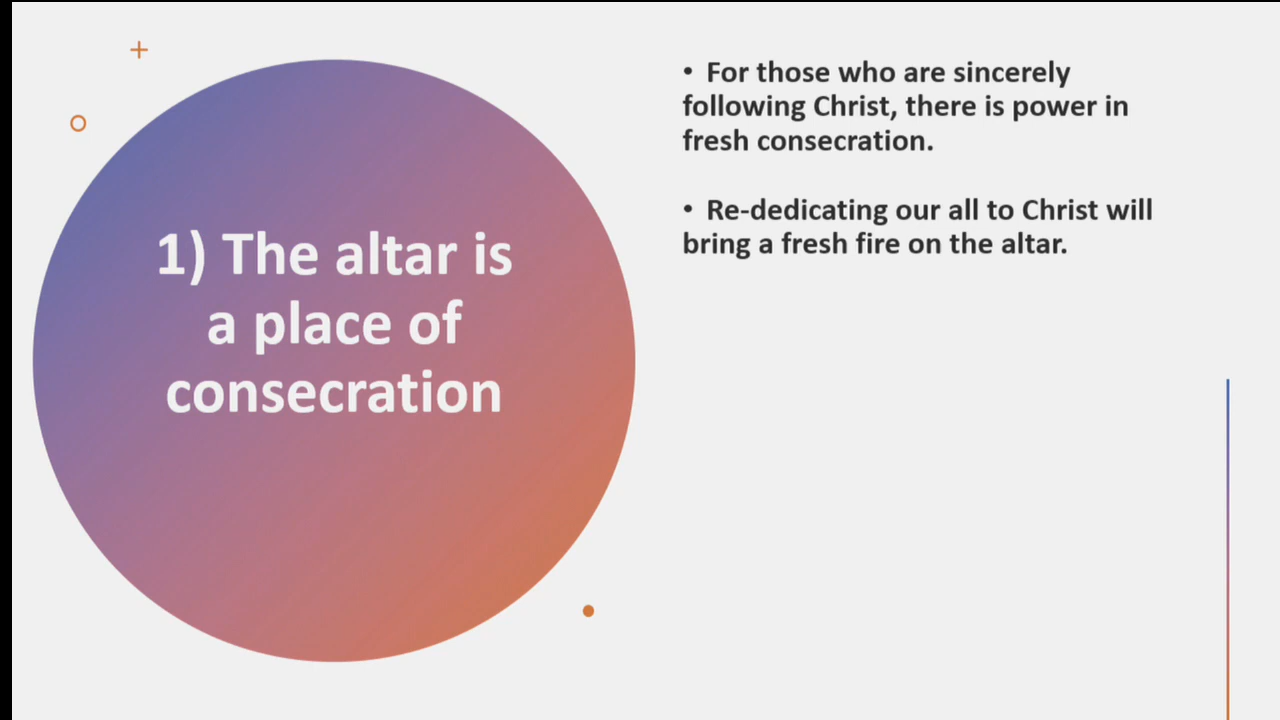 1) The altar is
a place of
consecration
• For those who are sincerely
following Christ, there is power in
fresh consecration.
• Re-dedicating our all to Christ will
bring a fresh fire on the altar.